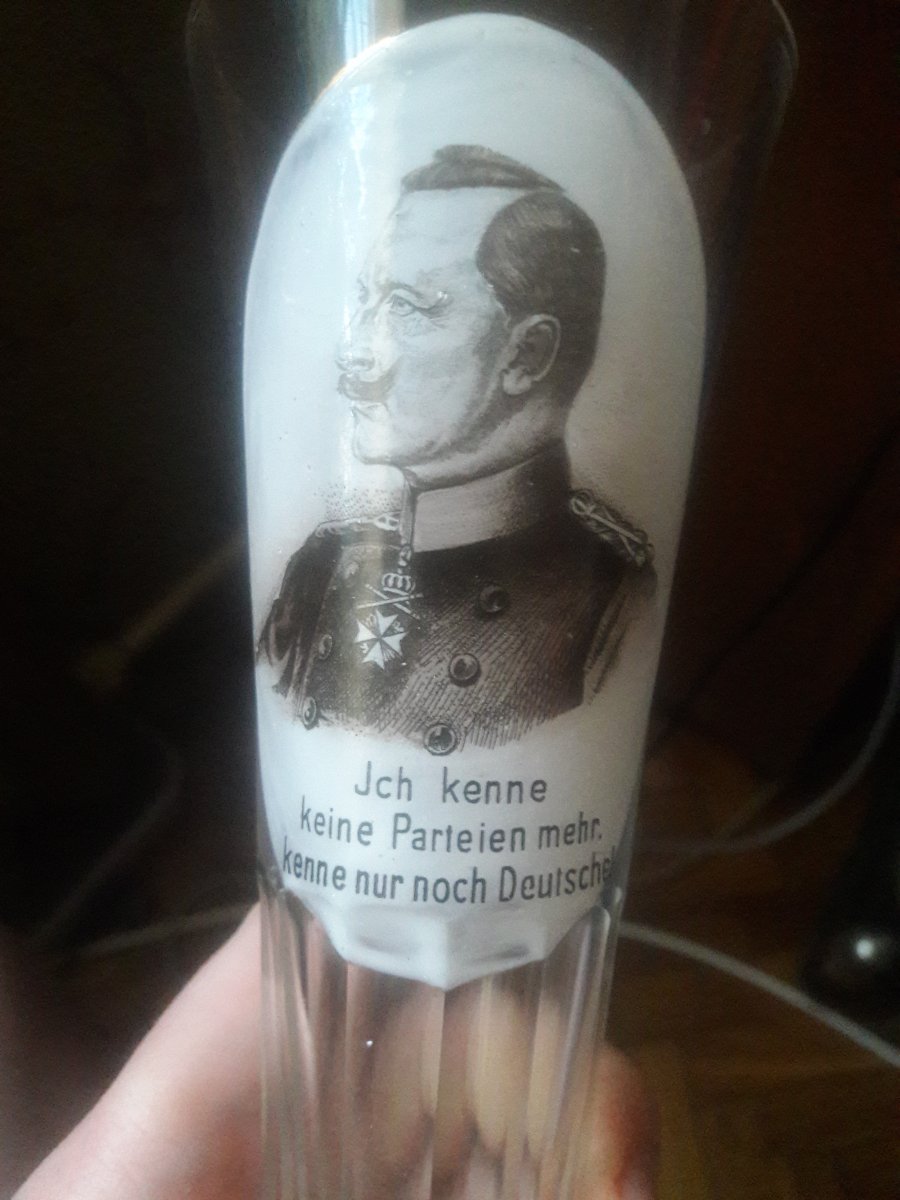 Jch kenne
keine Parteien mehr.
kenne nur noch Deutsche!